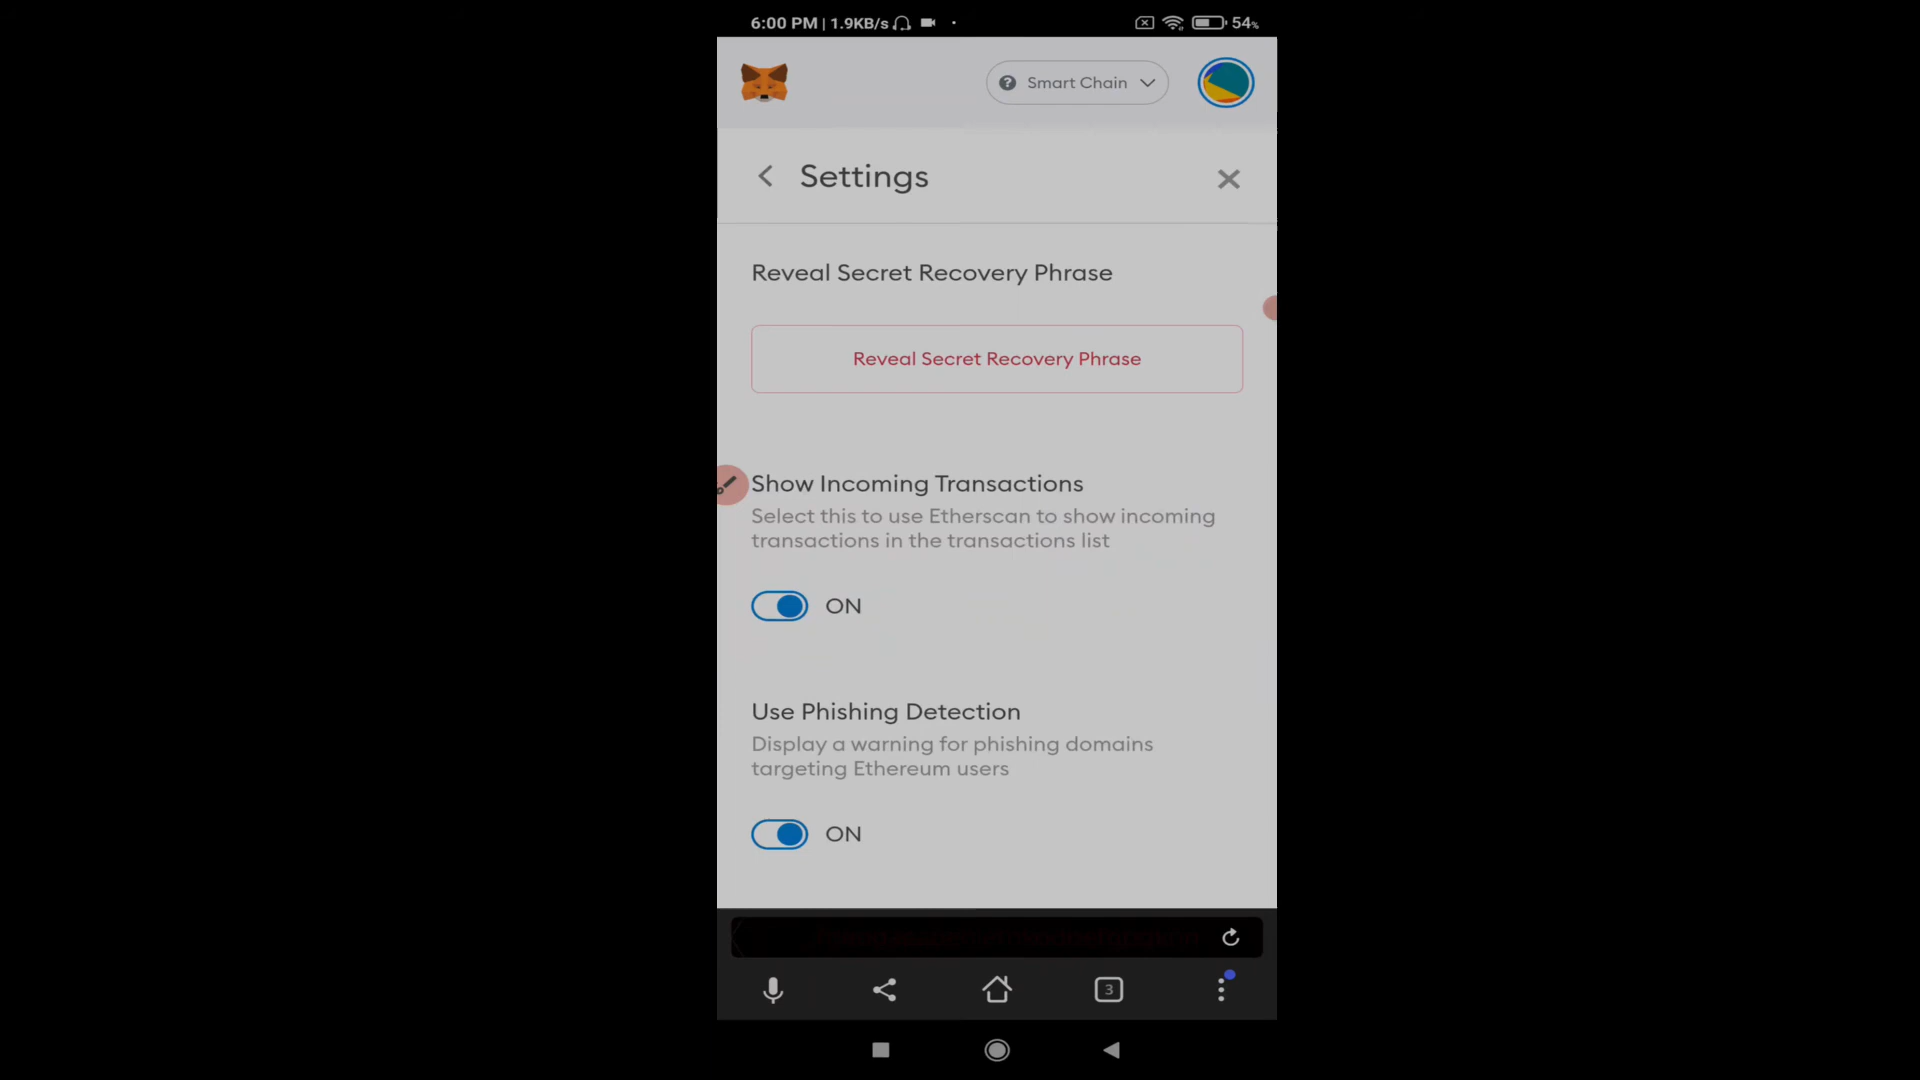 6:00 PM | 1.9KB/s
54%
Smart Chain
Settings
Reveal Secret Recovery Phrase
Reveal Secret Recovery Phrase
Show Incoming Transactions
Select this to use Etherscan to show incoming
transactions in the transactions list
ON
Use Phishing Detection
Display a warning for phishing domains
targeting Ethereum users
ON
3